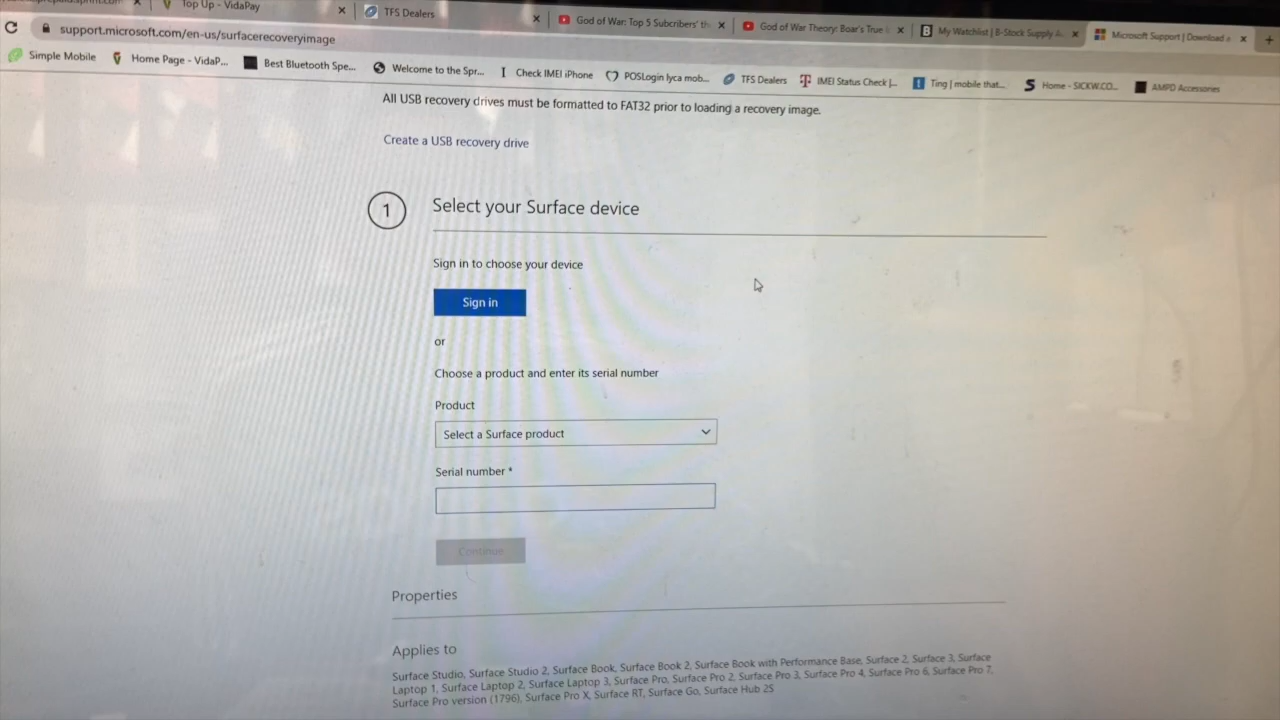 Top Up - VidaPay
TFS Dealers
God of War: Top 5 Subcribers' th
God of War Theory: Boar's True
My Watchlist | B-Stock Supply A
Microsoft Support | Download a
support.microsoft.com/en-us/surfacerecoveryimage
Simple Mobile
Home Page - VidaP...
Best Bluetooth Spe...
Welcome to the Spr...
Check IMEI iPhone
POSLogin lyca mob...
TFS Dealers
IMEI Status Check |...
Ting | mobile that...
Home - SICKW.CO...
AMPD Accessories
All USB recovery drives must be formatted to FAT32 prior to loading a recovery image.
Create a USB recovery drive
1
Select your Surface device
Sign in to choose your device
Sign in
or
Choose a product and enter its serial number
Product
Select a Surface product
Serial number *
Continue
Properties
Applies to
Surface Studio, Surface Studio 2, Surface Book, Surface Book 2, Surface Book with Performance Base, Surface 2, Surface 3, Surface
Laptop 1, Surface Laptop 2, Surface Laptop 3, Surface Pro, Surface Pro 2, Surface Pro 3, Surface Pro 4, Surface Pro 6, Surface Pro 7,
Surface Pro version (1796), Surface Pro X, Surface RT, Surface Go, Surface Hub 2S